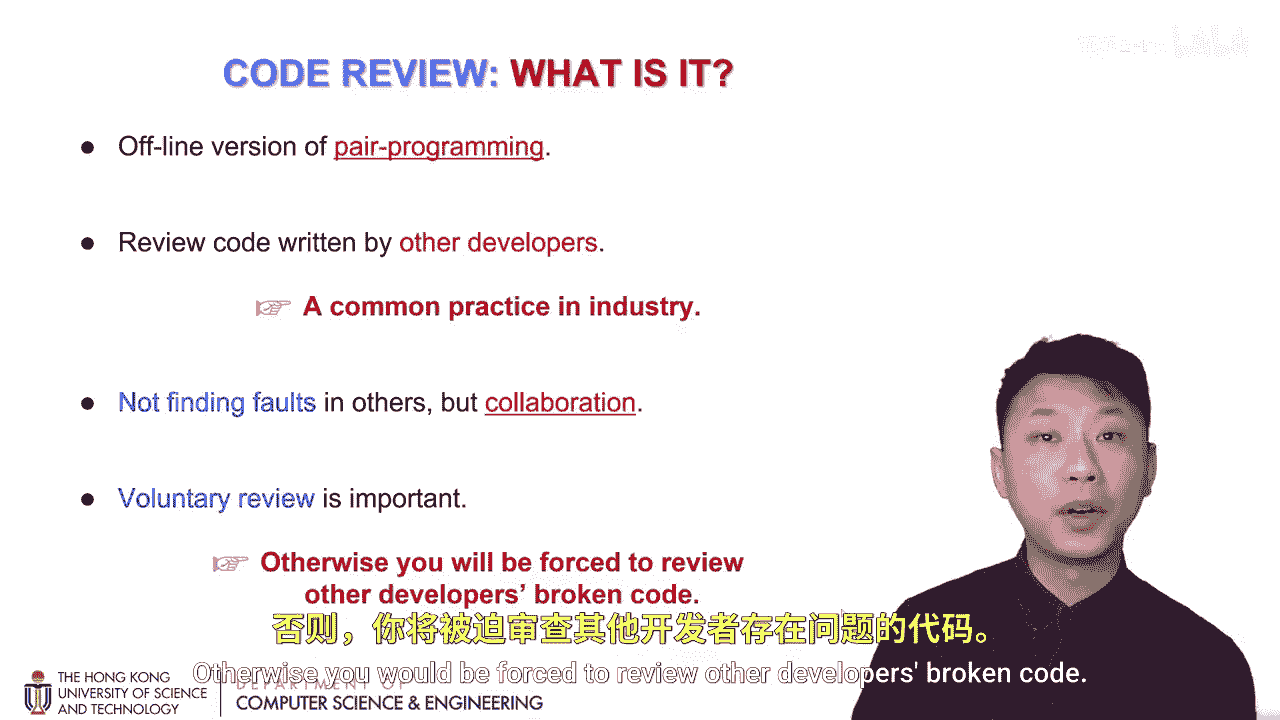 CODE REVIEW: WHAT IS IT?
● Off-line version of pair-programming.
● Review code written by other developers.
☞ A common practice in industry.
● Not finding faults in others, but collaboration.
● Voluntary review is important.
☞ Otherwise you will be forced to review
other developers’ broken code.
否则，你将被迫审查其他开发者存在问题的代码。
Otherwise you would be forced to review other developers' broken code.
THE HONG KONG
UNIVERSITY OF SCIENCE
AND TECHNOLOGY
DEPARTMENT OF
COMPUTER SCIENCE & ENGINEERING